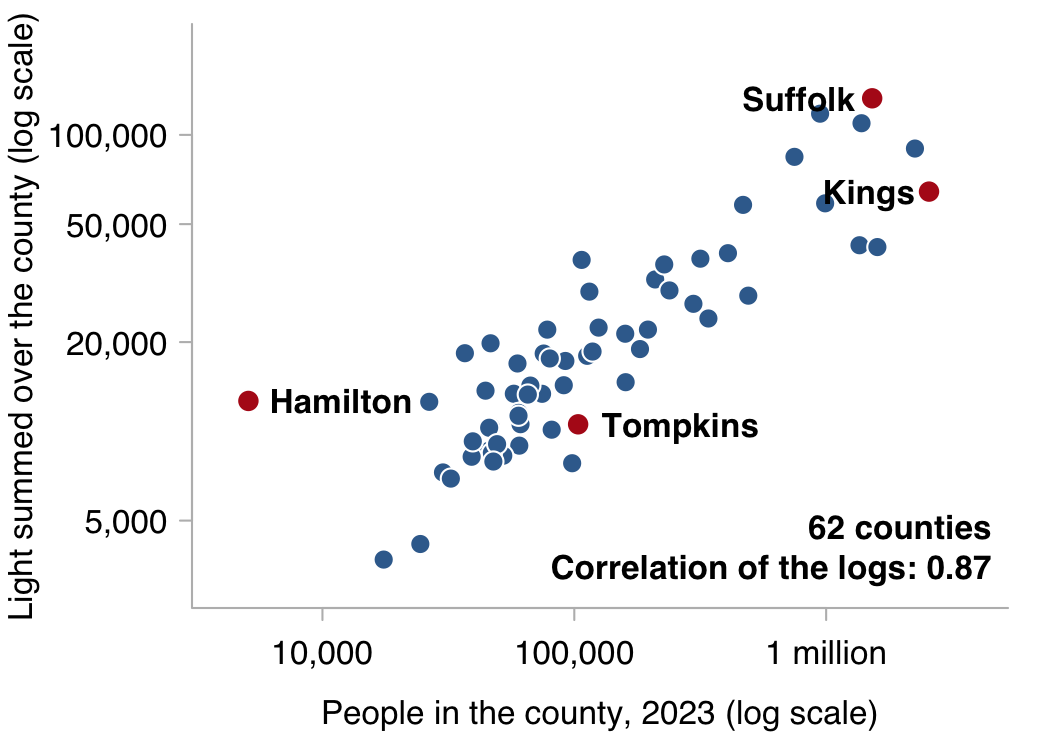 Light summed over the county (log scale)
100,000
50,000
20,000
5,000
Suffolk
Kings
Hamilton
Tompkins
62 counties
Correlation of the logs: 0.87
10,000
100,000
1 million
People in the county, 2023 (log scale)